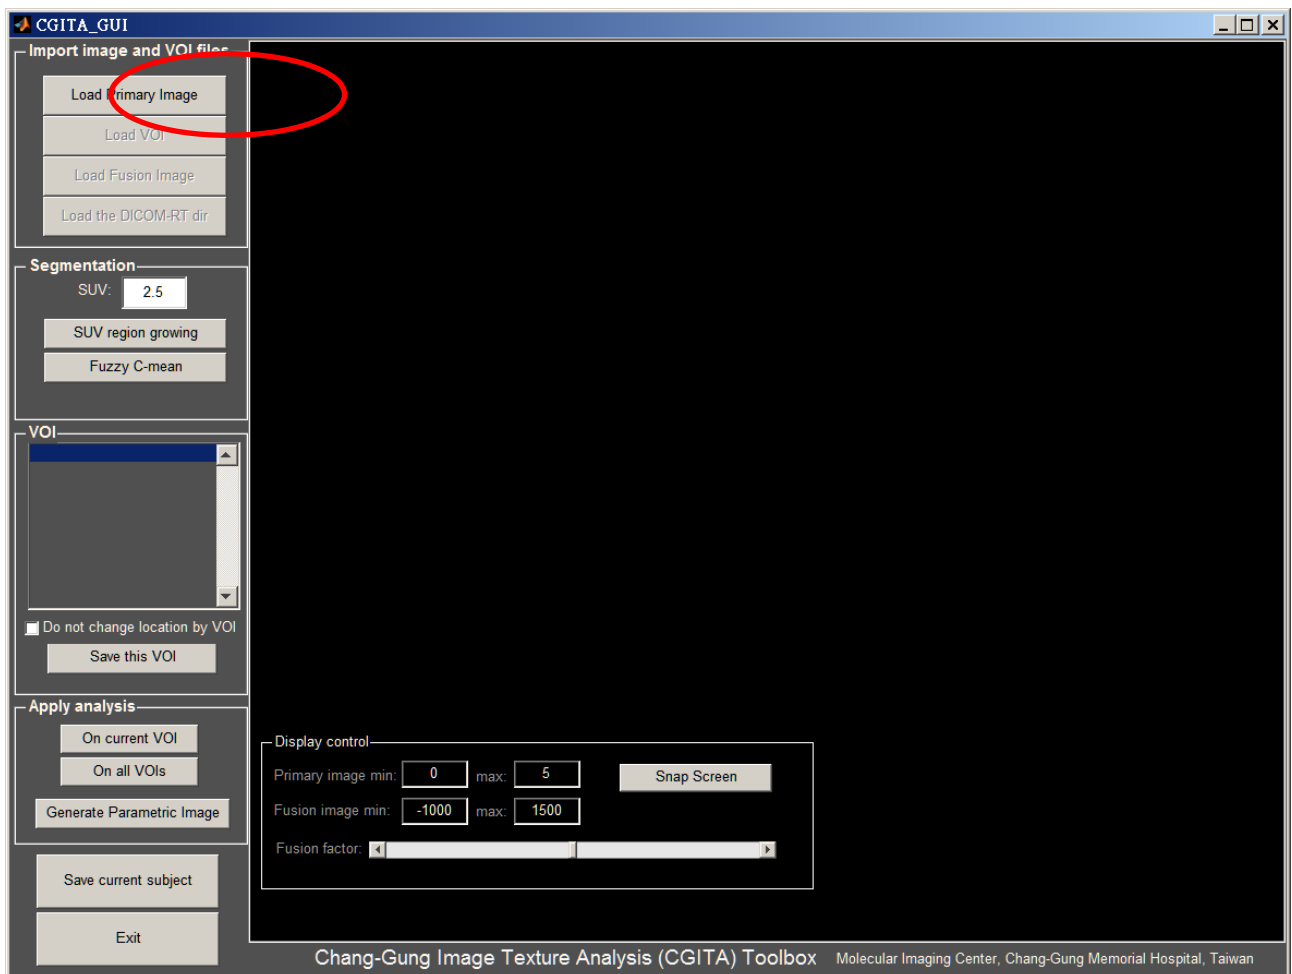 CGITA_GUI
Import image and VOI files
Load Primary Image
Load VOI
Load Fusion Image
Load the DICOM-RT dir
Segmentation
SUV: 2.5
SUV region growing
Fuzzy C-mean
VOI
Do not change location by VOI
Save this VOI
Apply analysis
On current VOI
On all VOIs
Generate Parametric Image
Save current subject
Exit
Display control
Primary image min: 0 max: 5 Snap Screen
Fusion image min: -1000 max: 1500
Fusion factor:
Chang-Gung Image Texture Analysis (CGITA) Toolbox Molecular Imaging Center, Chang-Gung Memorial Hospital, Taiwan